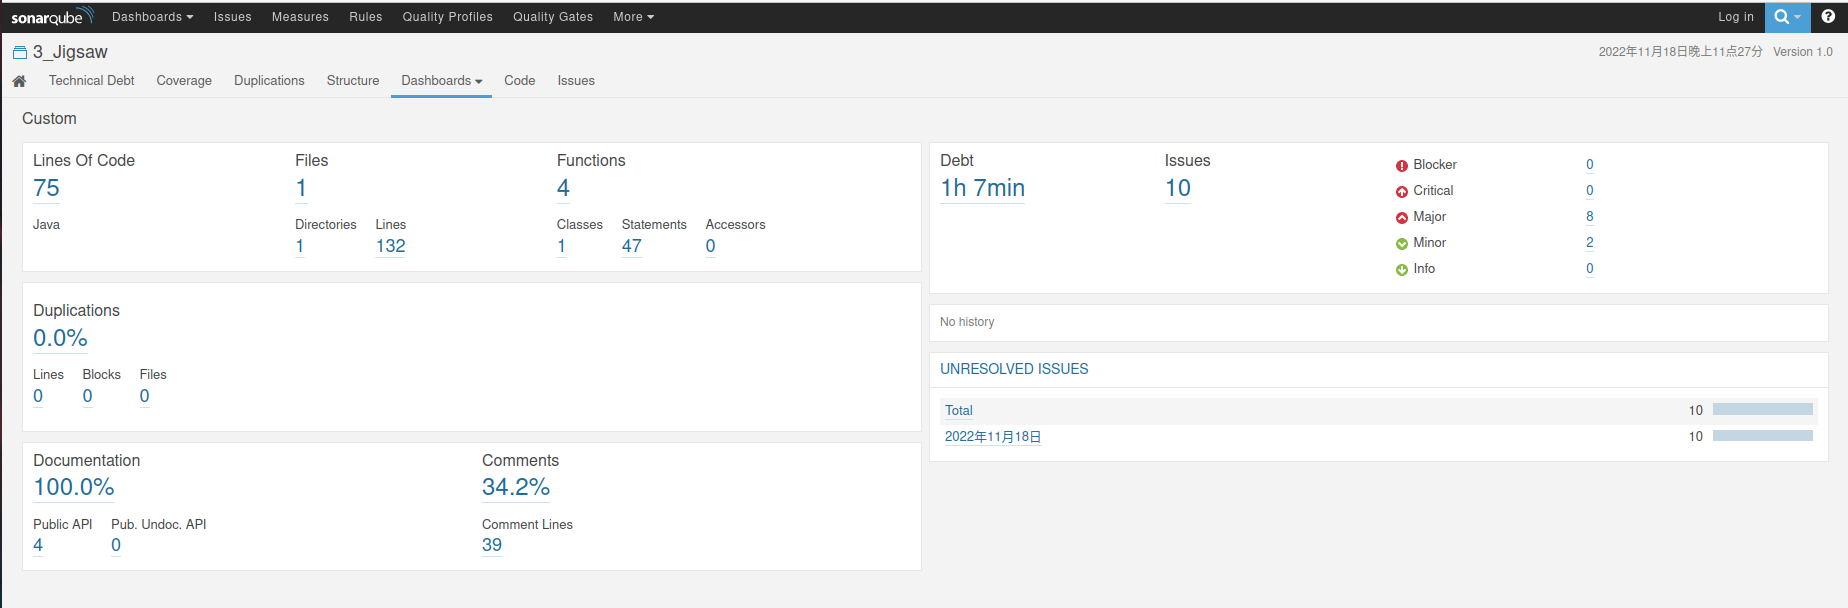 sonarqube Dashboards Issues Measures Rules Quality Profiles Quality Gates More Log in
3_Jigsaw 2022年11月18日晚上11点27分 Version 1.0
Technical Debt Coverage Duplications Structure Dashboards Code Issues
Custom
Lines Of Code Files Functions
75 1 4
Java Directories Lines Classes Statements Accessors
1 132 1 47 0
Duplications
0.0%
Lines Blocks Files
0 0 0
Documentation Comments
100.0% 34.2%
Public API Pub. Undoc. API Comment Lines
4 0 39
Debt Issues
1h 7min 10
Blocker 0
Critical 0
Major 8
Minor 2
Info 0
No history
UNRESOLVED ISSUES
Total 10
2022年11月18日 10